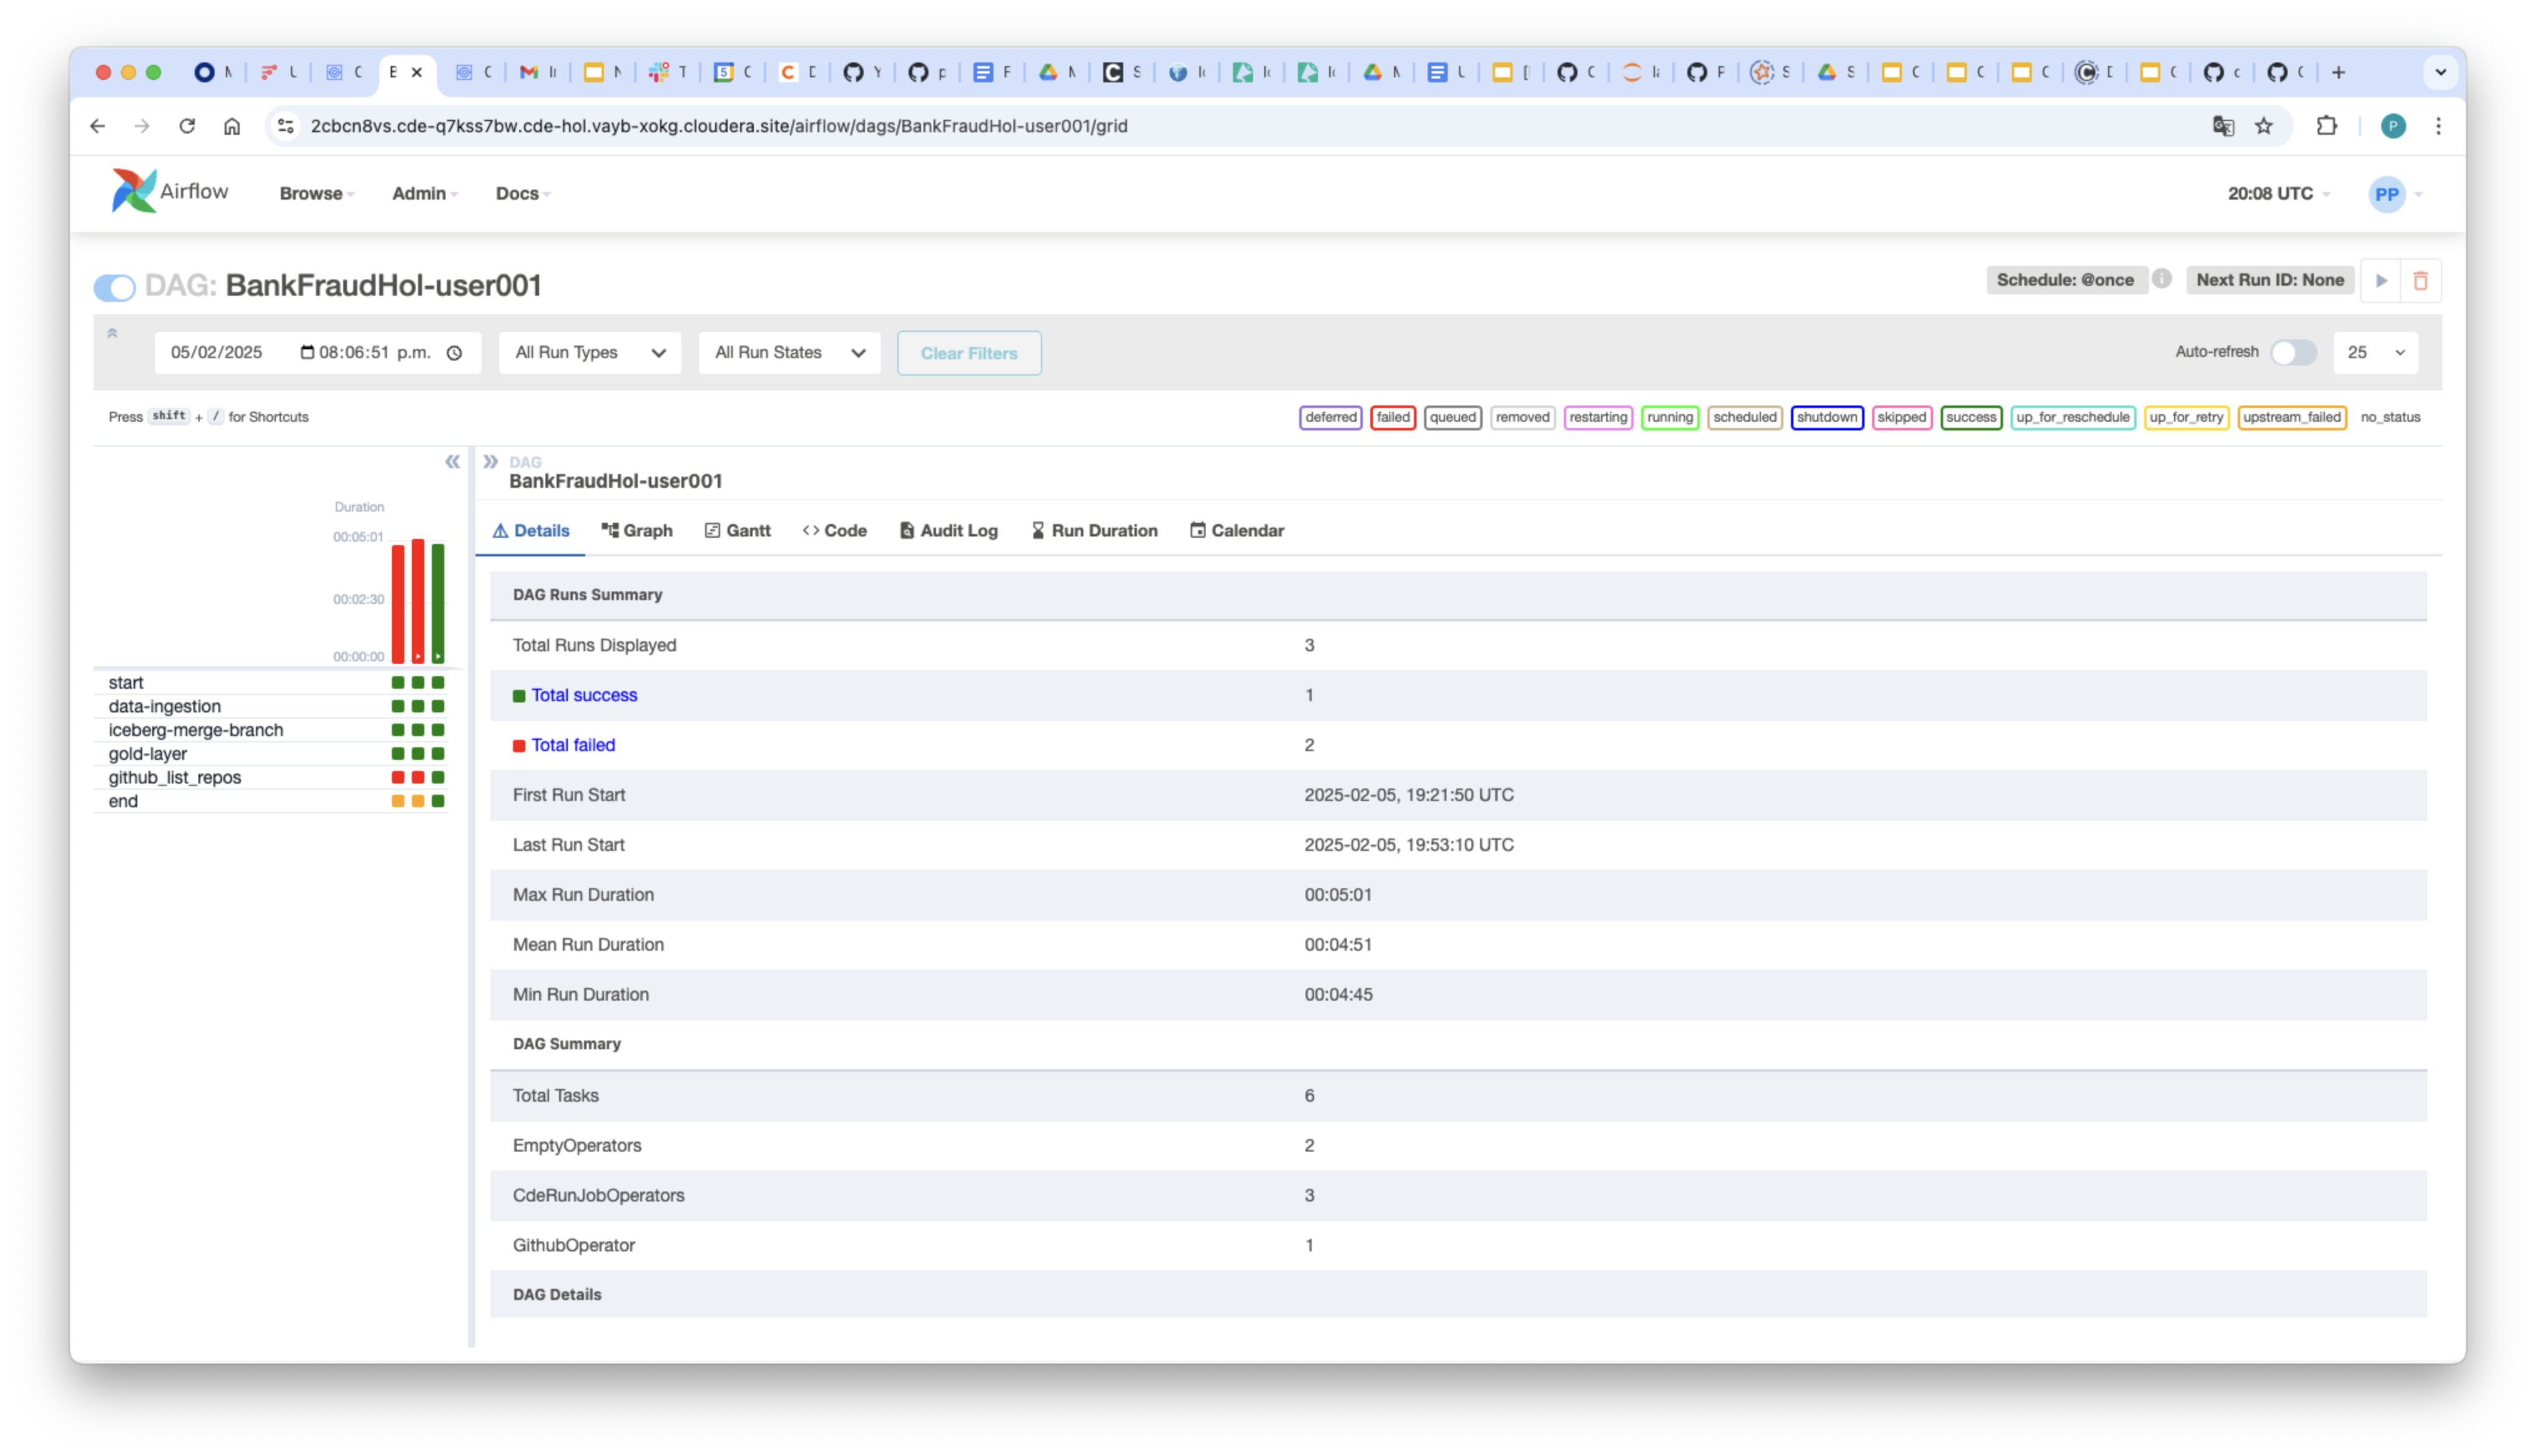 2cbcn8vs.cde-q7kss7bw.cde-hol.vayb-xokg.cloudera.site/airflow/dags/BankFraudHol-user001/grid
P
Airflow Browse Admin Docs 20:08 UTC PP
DAG: BankFraudHol-user001 Schedule: @once Next Run ID: None
05/02/2025 08:06:51 p.m. All Run Types All Run States Clear Filters Auto-refresh 25
Press shift + / for Shortcuts deferred failed queued removed restarting running scheduled shutdown skipped success up_for_reschedule up_for_retry upstream_failed no_status
DAG
BankFraudHol-user001
Duration
00:05:01
00:02:30
00:00:00
start
data-ingestion
iceberg-merge-branch
gold-layer
github_list_repos
end
Details Graph Gantt Code Audit Log Run Duration Calendar
DAG Runs Summary
Total Runs Displayed 3
Total success 1
Total failed 2
First Run Start 2025-02-05, 19:21:50 UTC
Last Run Start 2025-02-05, 19:53:10 UTC
Max Run Duration 00:05:01
Mean Run Duration 00:04:51
Min Run Duration 00:04:45
DAG Summary
Total Tasks 6
EmptyOperators 2
CdeRunJobOperators 3
GithubOperator 1
DAG Details